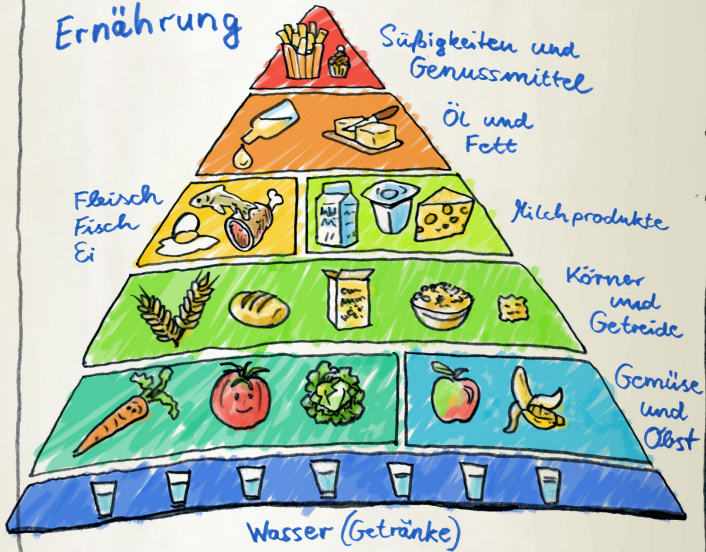 Ernährung
Süßigkeiten und
Genussmittel
Öl und
Fett
Fleisch
Fisch
Ei
Milchprodukte
Körner
und
Getreide
Gemüse
und
Obst
Wasser (Getränke)